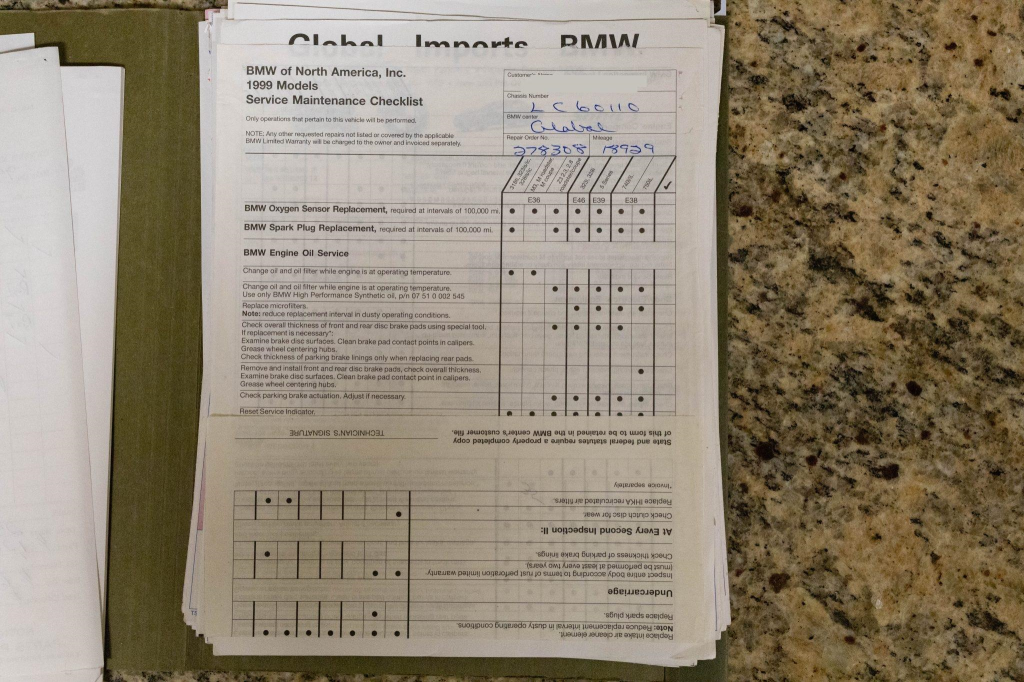 Global Imports BMW
BMW of North America, Inc.
1999 Models
Service Maintenance Checklist
Only operations that pertain to this vehicle will be performed.
NOTE: Any other requested repairs not listed or covered by the applicable
BMW Limited Warranty will be charged to the owner and invoiced separately.
Customer
Chassis Number
LC60110
BMW center
Global
Repair Order No. Mileage
278308 18929
E36 E46 E39 E38
BMW Oxygen Sensor Replacement, required at intervals of 100,000 mi.
BMW Spark Plug Replacement, required at intervals of 100,000 mi.
BMW Engine Oil Service
Change oil and oil filter while engine is at operating temperature.
Change oil and oil filter while engine is at operating temperature.
Use only BMW High Performance Synthetic oil, p/n 07 51 0 002 545
Replace microfilters.
Note: reduce replacement interval in dusty operating conditions.
Check overall thickness of front and rear disc brake pads using special tool.
If replacement is necessary*:
Examine brake disc surfaces. Clean brake pad contact points in calipers.
Grease wheel centering hubs.
Check thickness of parking brake linings only when replacing rear pads.
Remove and install front and rear disc brake pads, check overall thickness.
Examine brake disc surfaces. Clean brake pad contact point in calipers.
Grease wheel centering hubs.
Check parking brake actuation. Adjust if necessary.
Reset Service Indicator.
Replace intake air cleaner element.
Note: Reduce replacement interval in dusty operating conditions.
Replace spark plugs.
Undercarriage
Inspect entire body according to terms of rust perforation limited warranty
(must be performed at least every two years)
Check thickness of parking brake linings.
At Every Second Inspection II:
Check clutch disc for wear.
Replace IHKA recirculated air filters
*Invoice separately
State and federal statutes require a properly completed copy
of this form to be retained in the BMW center's customer file.
TECHNICIAN'S SIGNATURE